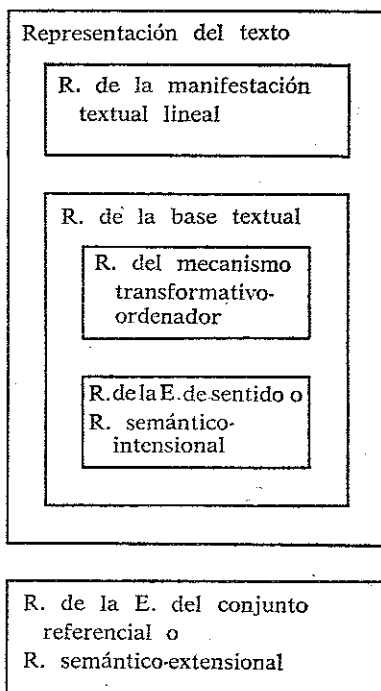 Representación del texto
R. de la manifestación
textual lineal
R. de la base textual
R. del mecanismo
transformativo-
ordenador
R. de la E. de sentido o
R. semántico-
intensional
R. de la E. del conjunto
referencial o
R. semántico-extensional